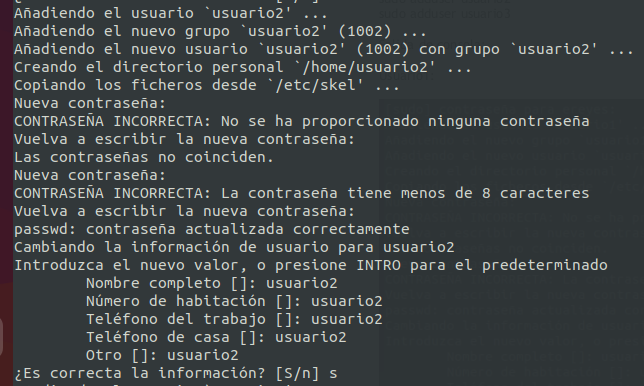 Añadiendo el usuario `usuario2' ...
Añadiendo el nuevo grupo `usuario2' (1002) ...
Añadiendo el nuevo usuario `usuario2' (1002) con grupo `usuario2' ...
Creando el directorio personal `/home/usuario2' ...
Copiando los ficheros desde `/etc/skel' ...
Nueva contraseña:
CONTRASEÑA INCORRECTA: No se ha proporcionado ninguna contraseña
Vuelva a escribir la nueva contraseña:
Las contraseñas no coinciden.
Nueva contraseña:
CONTRASEÑA INCORRECTA: La contraseña tiene menos de 8 caracteres
Vuelva a escribir la nueva contraseña:
passwd: contraseña actualizada correctamente
Cambiando la información de usuario para usuario2
Introduzca el nuevo valor, o presione INTRO para el predeterminado
Nombre completo []: usuario2
Número de habitación []: usuario2
Teléfono del trabajo []: usuario2
Teléfono de casa []: usuario2
Otro []: usuario2
¿Es correcta la información? [S/n] s